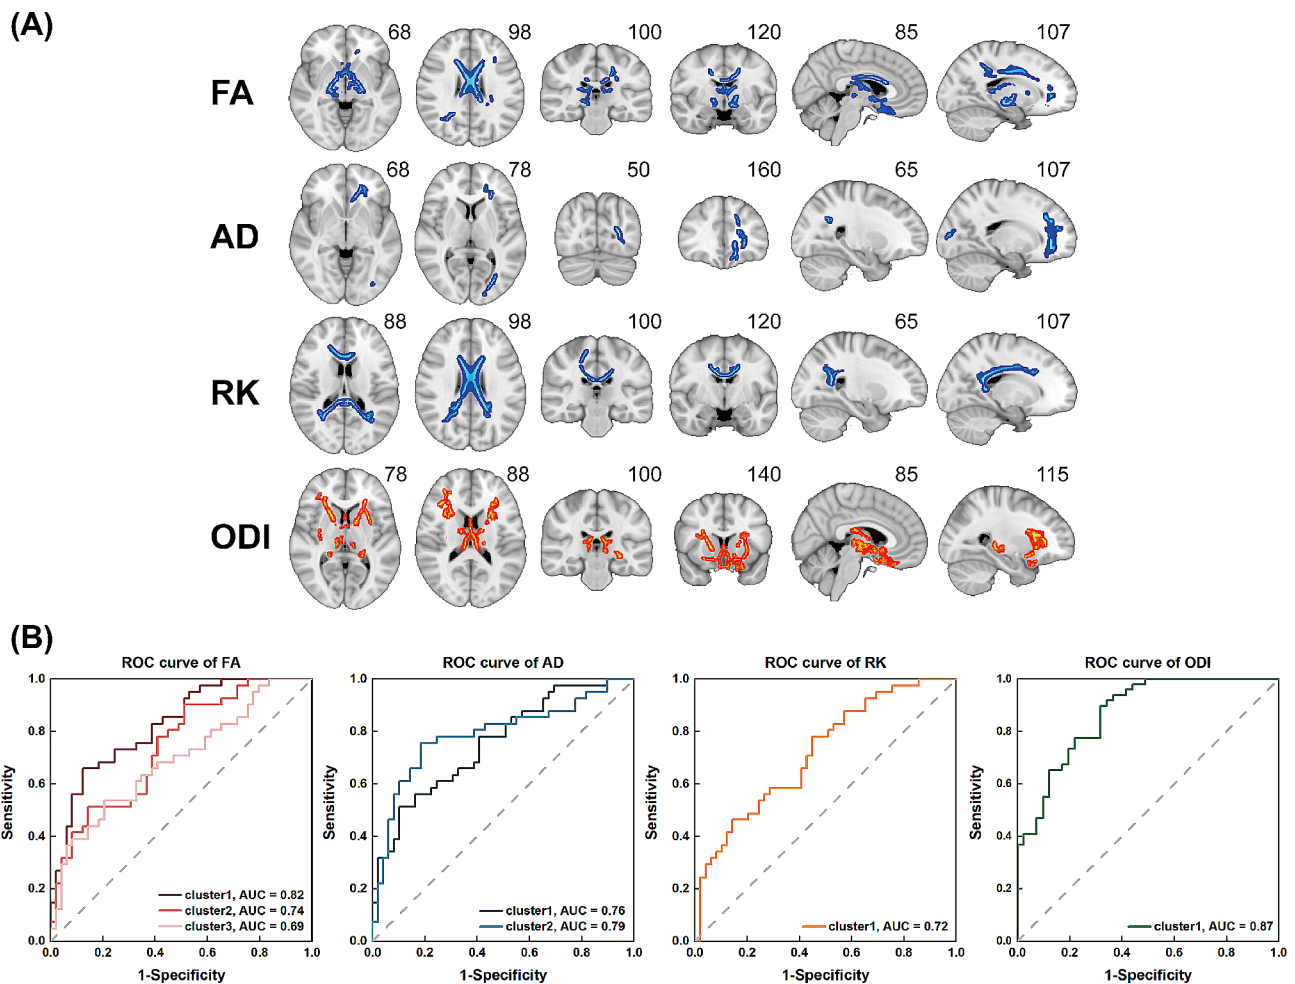 (A)
68 98 100 120 85 107
FA
68 78 50 160 65 107
AD
88 98 100 120 65 107
RK
78 88 100 140 85 115
ODI
(B)
ROC curve of FA
1.0
0.8
0.6
0.4
0.2
0.0
0.0 0.2 0.4 0.6 0.8 1.0
Sensitivity
1-Specificity
cluster1, AUC = 0.82
cluster2, AUC = 0.74
cluster3, AUC = 0.69
ROC curve of AD
1.0
0.8
0.6
0.4
0.2
0.0
0.0 0.2 0.4 0.6 0.8 1.0
Sensitivity
1-Specificity
cluster1, AUC = 0.76
cluster2, AUC = 0.79
ROC curve of RK
1.0
0.8
0.6
0.4
0.2
0.0
0.0 0.2 0.4 0.6 0.8 1.0
Sensitivity
1-Specificity
cluster1, AUC = 0.72
ROC curve of ODI
1.0
0.8
0.6
0.4
0.2
0.0
0.0 0.2 0.4 0.6 0.8 1.0
Sensitivity
1-Specificity
cluster1, AUC = 0.87